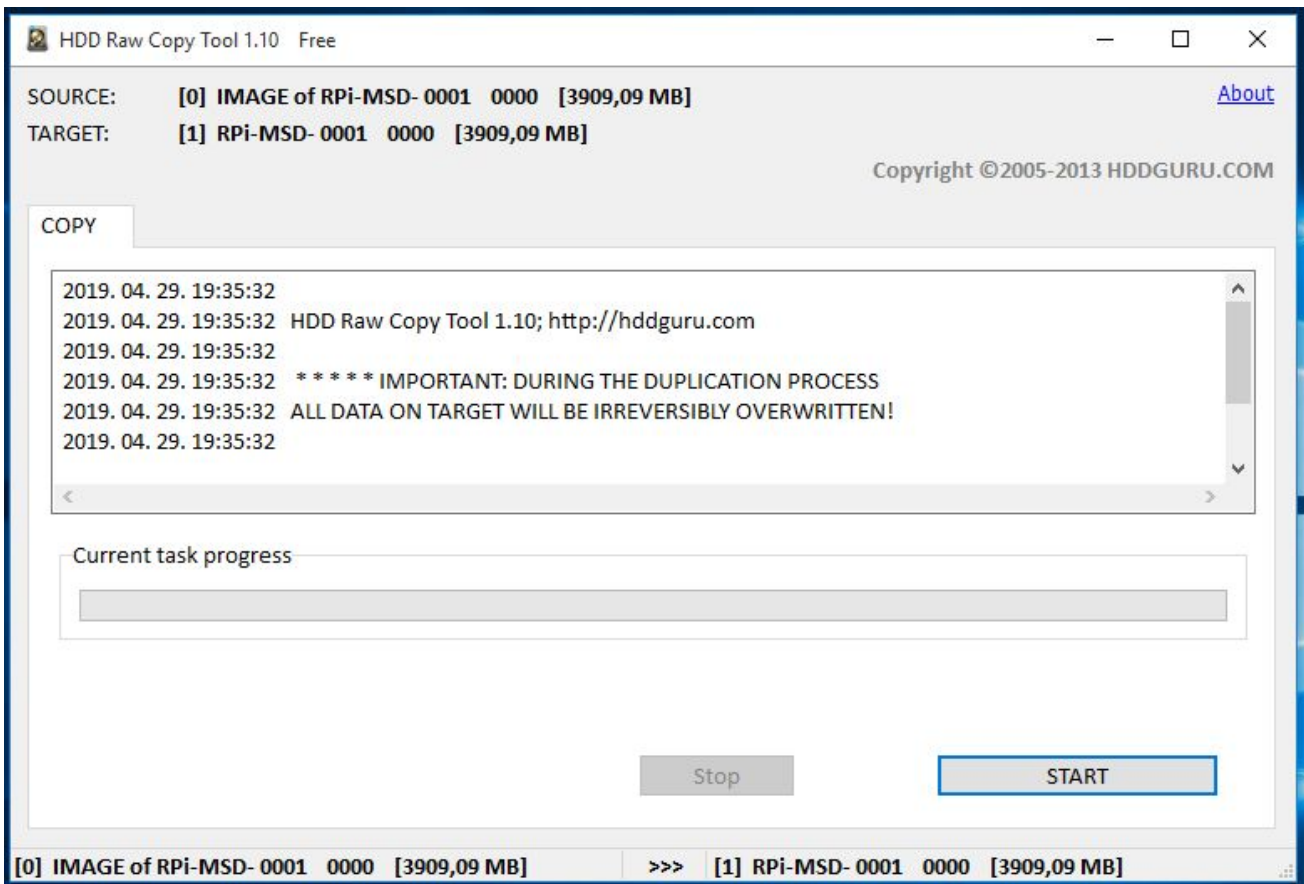 HDD Raw Copy Tool 1.10 Free
SOURCE: [0] IMAGE of RPi-MSD- 0001 0000 [3909,09 MB]
About
TARGET: [1] RPi-MSD- 0001 0000 [3909,09 MB]
Copyright ©2005-2013 HDDGURU.COM
COPY
2019. 04. 29. 19:35:32
2019. 04. 29. 19:35:32 HDD Raw Copy Tool 1.10; http://hddguru.com
2019. 04. 29. 19:35:32
2019. 04. 29. 19:35:32 * * * * * IMPORTANT: DURING THE DUPLICATION PROCESS
2019. 04. 29. 19:35:32 ALL DATA ON TARGET WILL BE IRREVERSIBLY OVERWRITTEN!
2019. 04. 29. 19:35:32
Current task progress
Stop
START
[0] IMAGE of RPi-MSD- 0001 0000 [3909,09 MB] >>> [1] RPi-MSD- 0001 0000 [3909,09 MB]